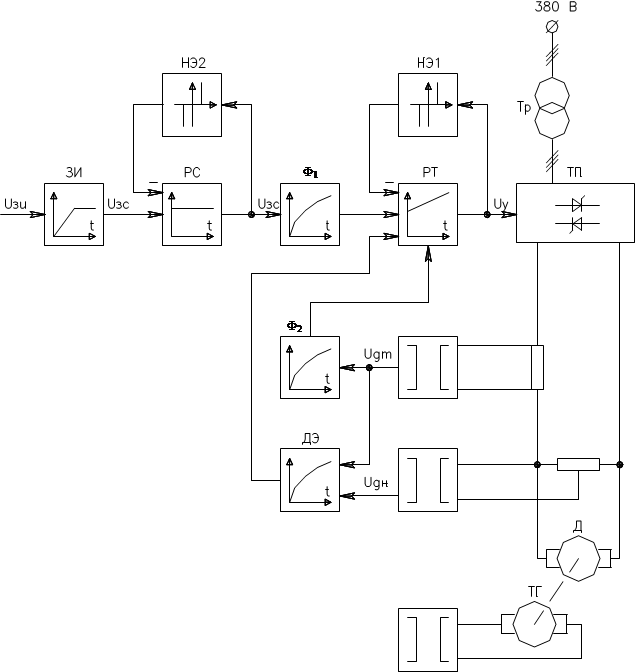 380 В
НЭ2
НЭ1
Тр
ЗИ
РС
Ф1
РТ
ТП
Uзи
Uзс
Uзс
Uу
t
t
t
t
Ф2
Uдт
t
ДЭ
Uдн
t
Д
ТГ